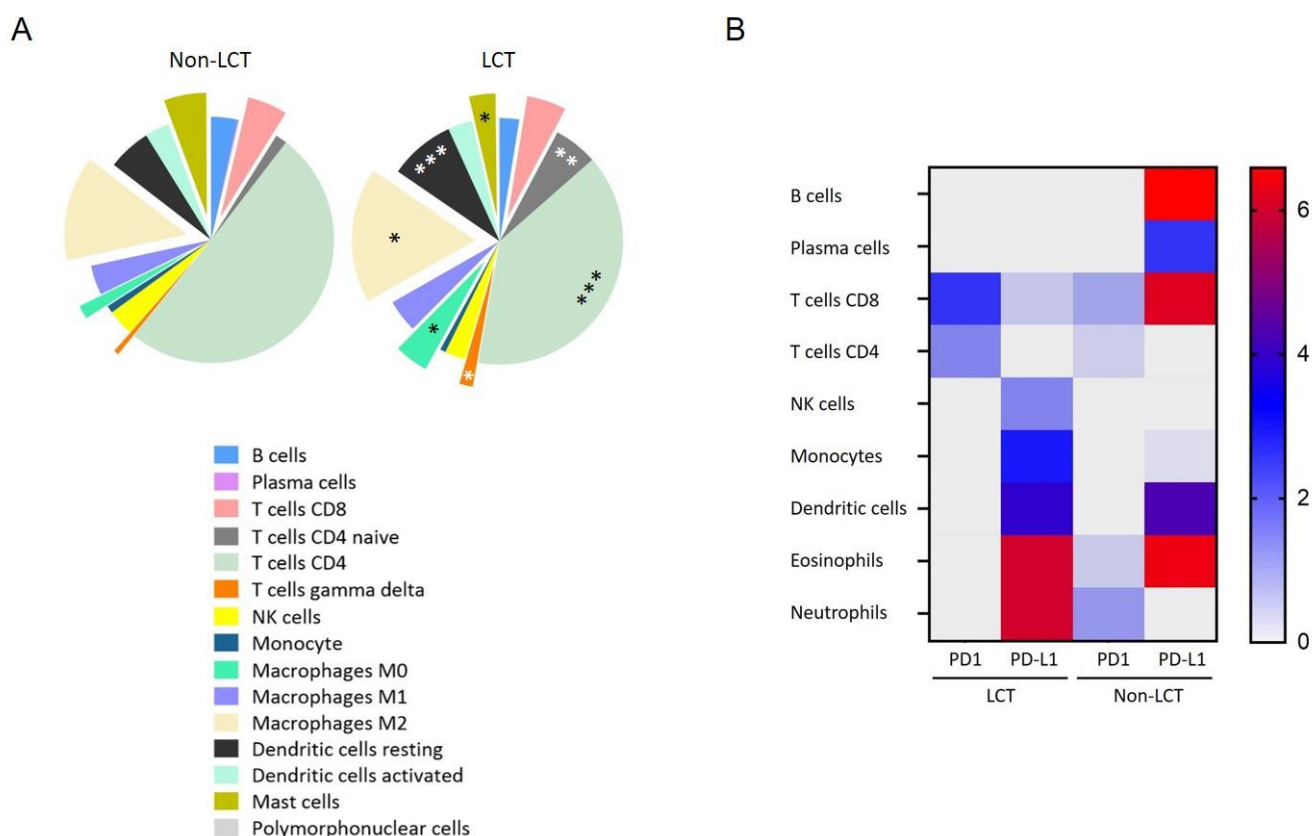 A
Non-LCT
LCT
*
***
**
*
***
*
*
B cells
Plasma cells
T cells CD8
T cells CD4 naive
T cells CD4
T cells gamma delta
NK cells
Monocyte
Macrophages M0
Macrophages M1
Macrophages M2
Dendritic cells resting
Dendritic cells activated
Mast cells
Polymorphonuclear cells
B
B cells
Plasma cells
T cells CD8
T cells CD4
NK cells
Monocytes
Dendritic cells
Eosinophils
Neutrophils
PD1 PD-L1 PD1 PD-L1
LCT Non-LCT
6
4
2
0